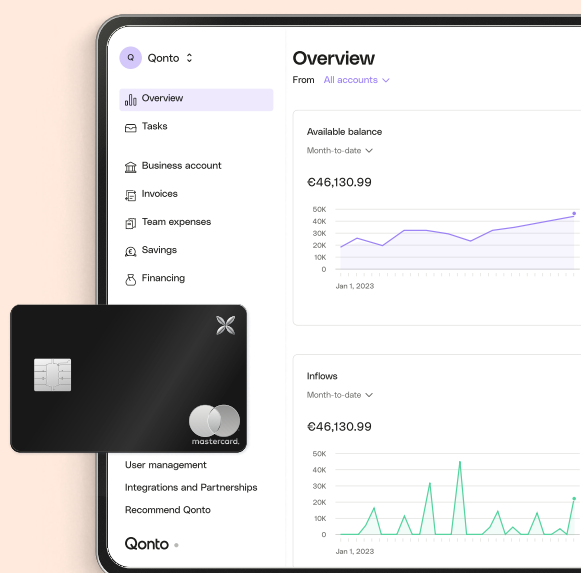 Q Qonto
Overview
Tasks
Business account
Invoices
Team expenses
Savings
Financing
mastercard.
User management
Integrations and Partnerships
Recommend Qonto
Qonto
Overview
From All accounts
Available balance
Month-to-date
€46,130.99
50K
40K
30K
20K
10K
0
Jan 1, 2023
Inflows
Month-to-date
€46,130.99
50K
40K
30K
20K
10K
0
Jan 1, 2023